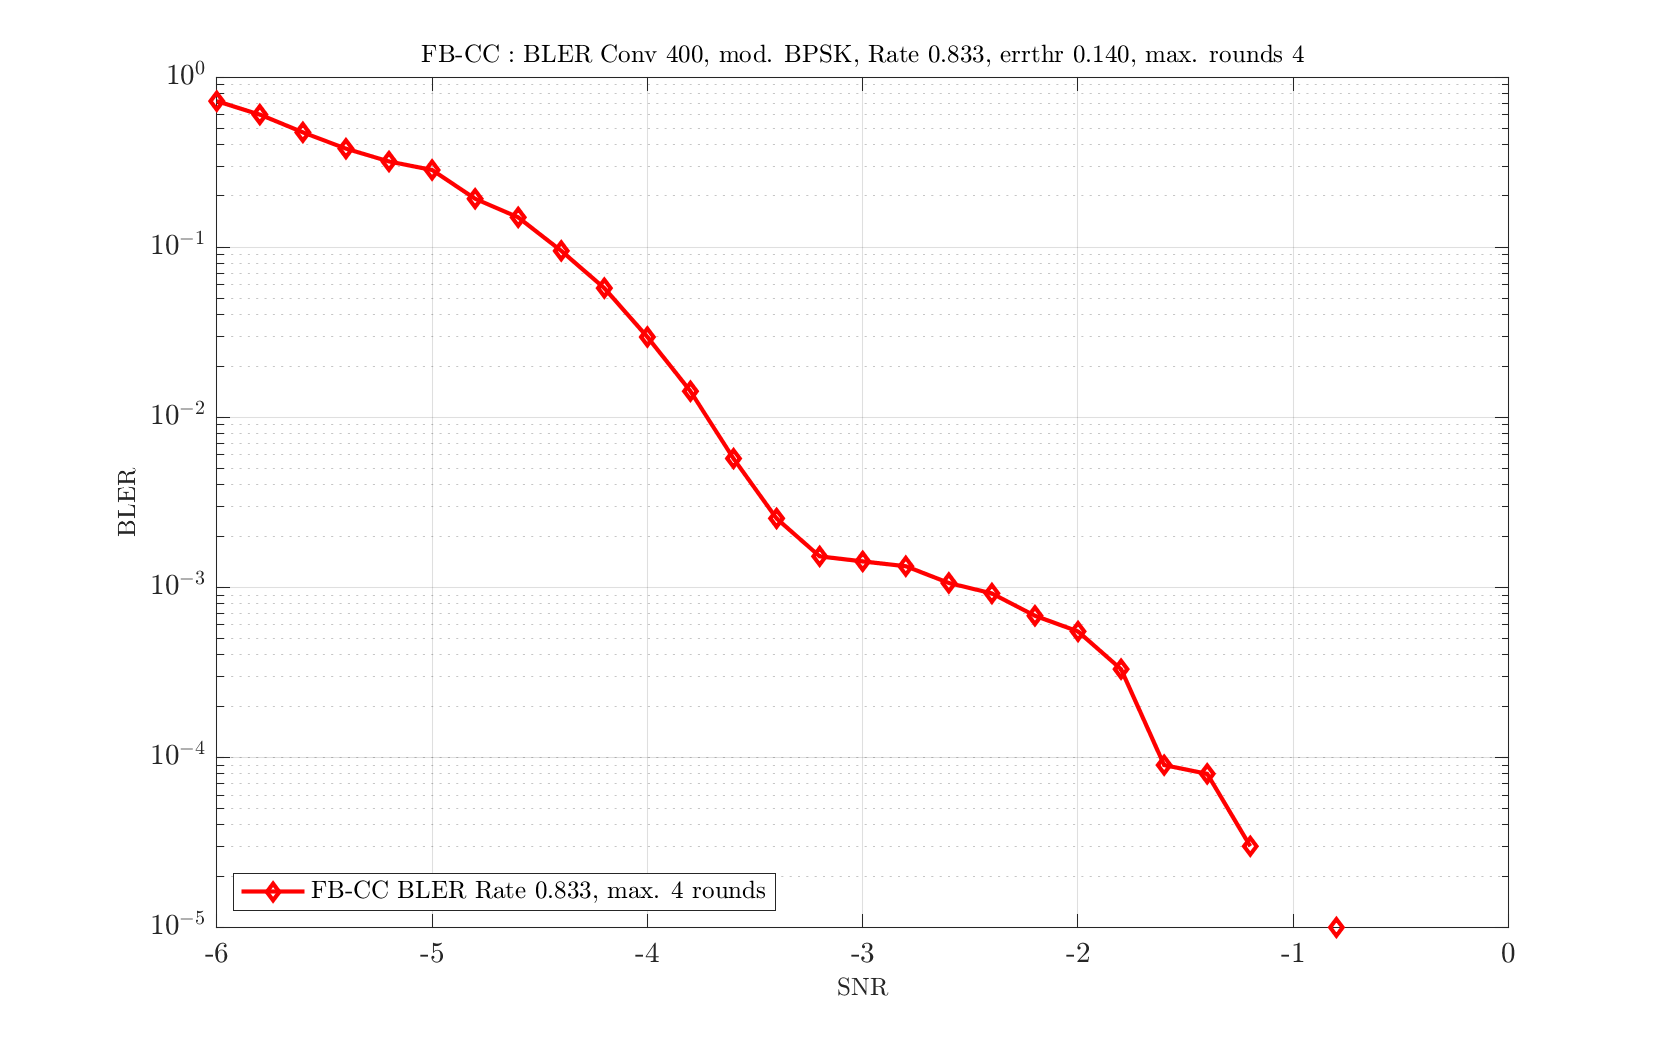 FB-CC : BLER Conv 400, mod. BPSK, Rate 0.833, errthr 0.140, max. rounds 4
10^0
10^−1
10^−2
10^−3
10^−4
10^−5
BLER
FB-CC BLER Rate 0.833, max. 4 rounds
-6 -5 -4 -3 -2 -1 0
SNR